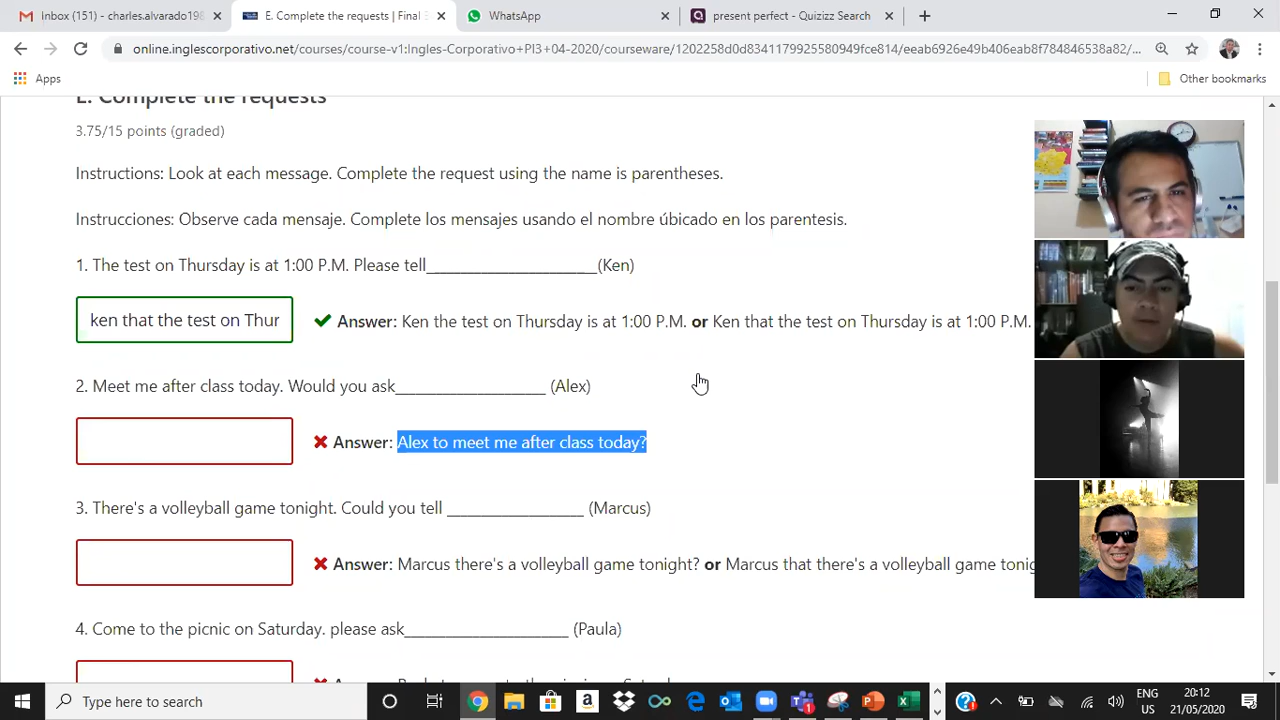 Inbox (151) - charles.alvarado198
E. Complete the requests | Final
WhatsApp
present perfect - Quizizz Search
online.inglescorporativo.net/courses/course-v1:Ingles-Corporativo+PI3+04-2020/courseware/1202258d0d8341179925580949fce814/eeab6926e49b406eab8f784846538a82/...
Apps
Other bookmarks
E. Complete the requests
3.75/15 points (graded)
Instructions: Look at each message. Complete the request using the name is parentheses.
Instrucciones: Observe cada mensaje. Complete los mensajes usando el nombre úbicado en los parentesis.
1. The test on Thursday is at 1:00 P.M. Please tell______________________(Ken)
ken that the test on Thur
Answer: Ken the test on Thursday is at 1:00 P.M. or Ken that the test on Thursday is at 1:00 P.M.
2. Meet me after class today. Would you ask____________________ (Alex)
Answer: Alex to meet me after class today?
3. There's a volleyball game tonight. Could you tell __________________ (Marcus)
Answer: Marcus there's a volleyball game tonight? or Marcus that there's a volleyball game tonig
4. Come to the picnic on Saturday. please ask_____________________ (Paula)
Type here to search
ENG
US
20:12
21/05/2020